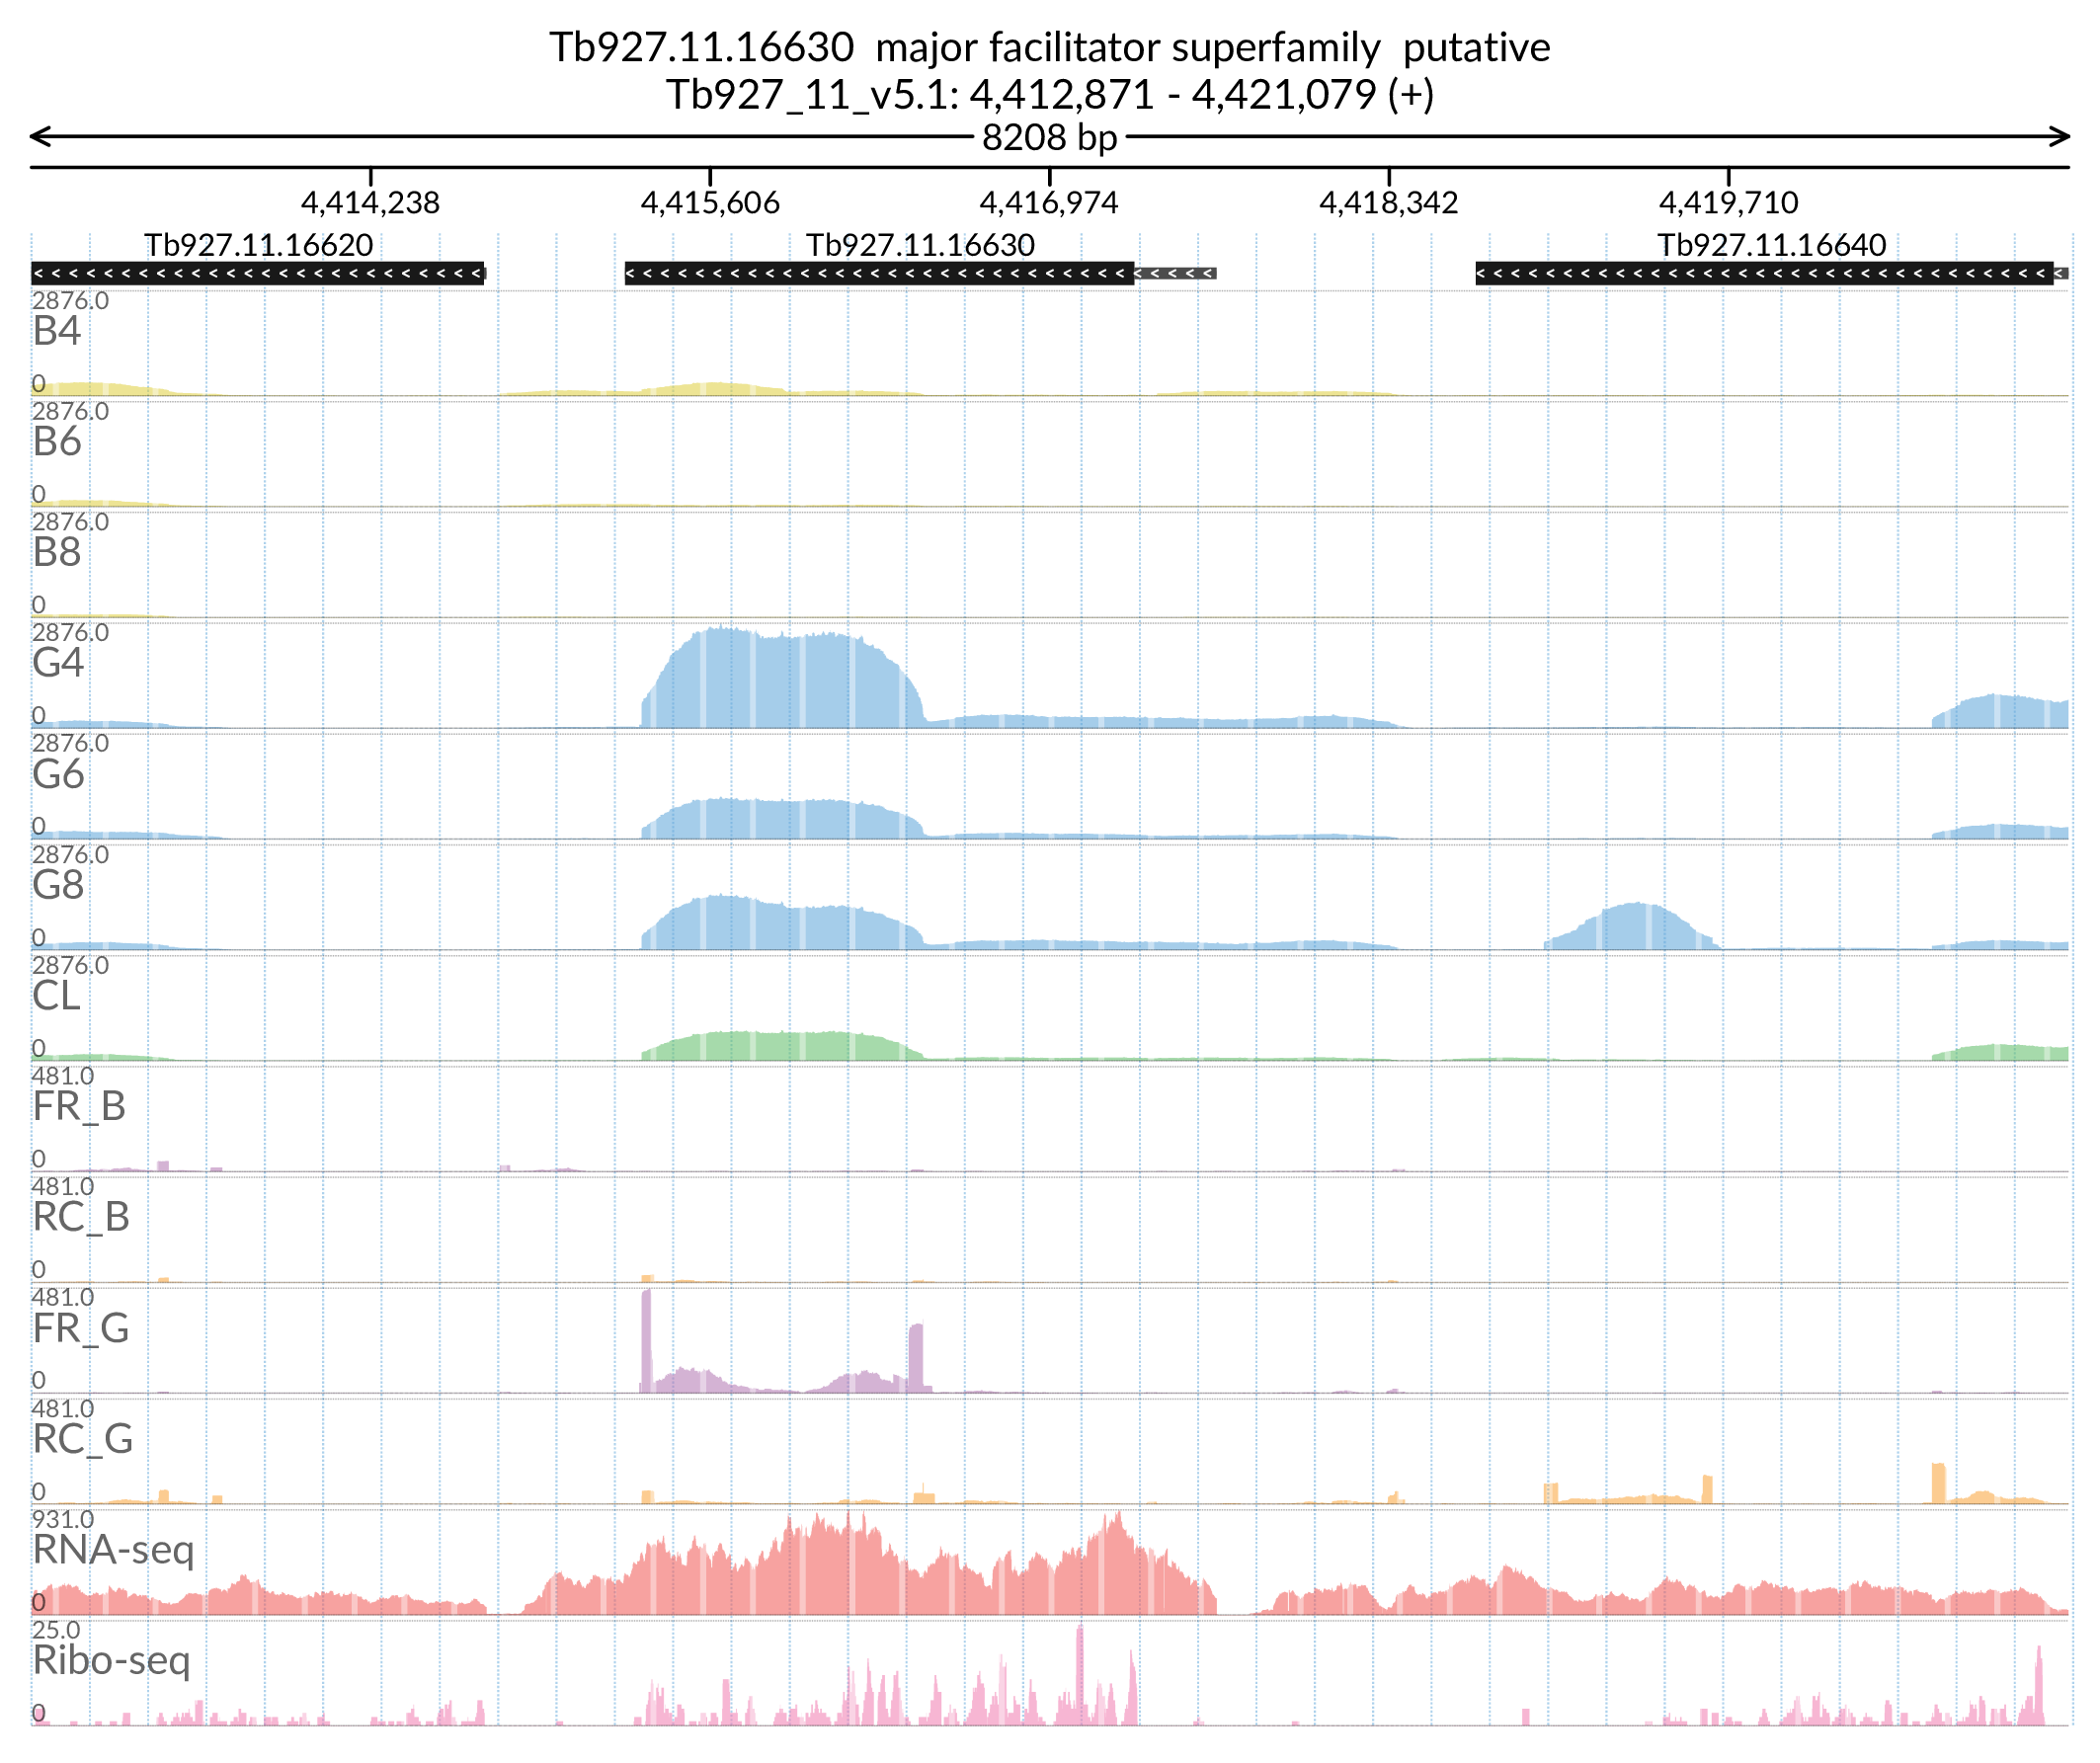 Tb927.11.16630  major facilitator superfamily  putative
Tb927_11_v5.1: 4,412,871 - 4,421,079 (+)
8208 bp
4,414,238 4,415,606 4,416,974 4,418,342 4,419,710
Tb927.11.16620 Tb927.11.16630 Tb927.11.16640
2876.0
B4
0
2876.0
B6
0
2876.0
B8
0
2876.0
G4
0
2876.0
G6
0
2876.0
G8
0
2876.0
CL
0
481.0
FR_B
0
481.0
RC_B
0
481.0
FR_G
0
481.0
RC_G
0
931.0
RNA-seq
0
25.0
Ribo-seq
0